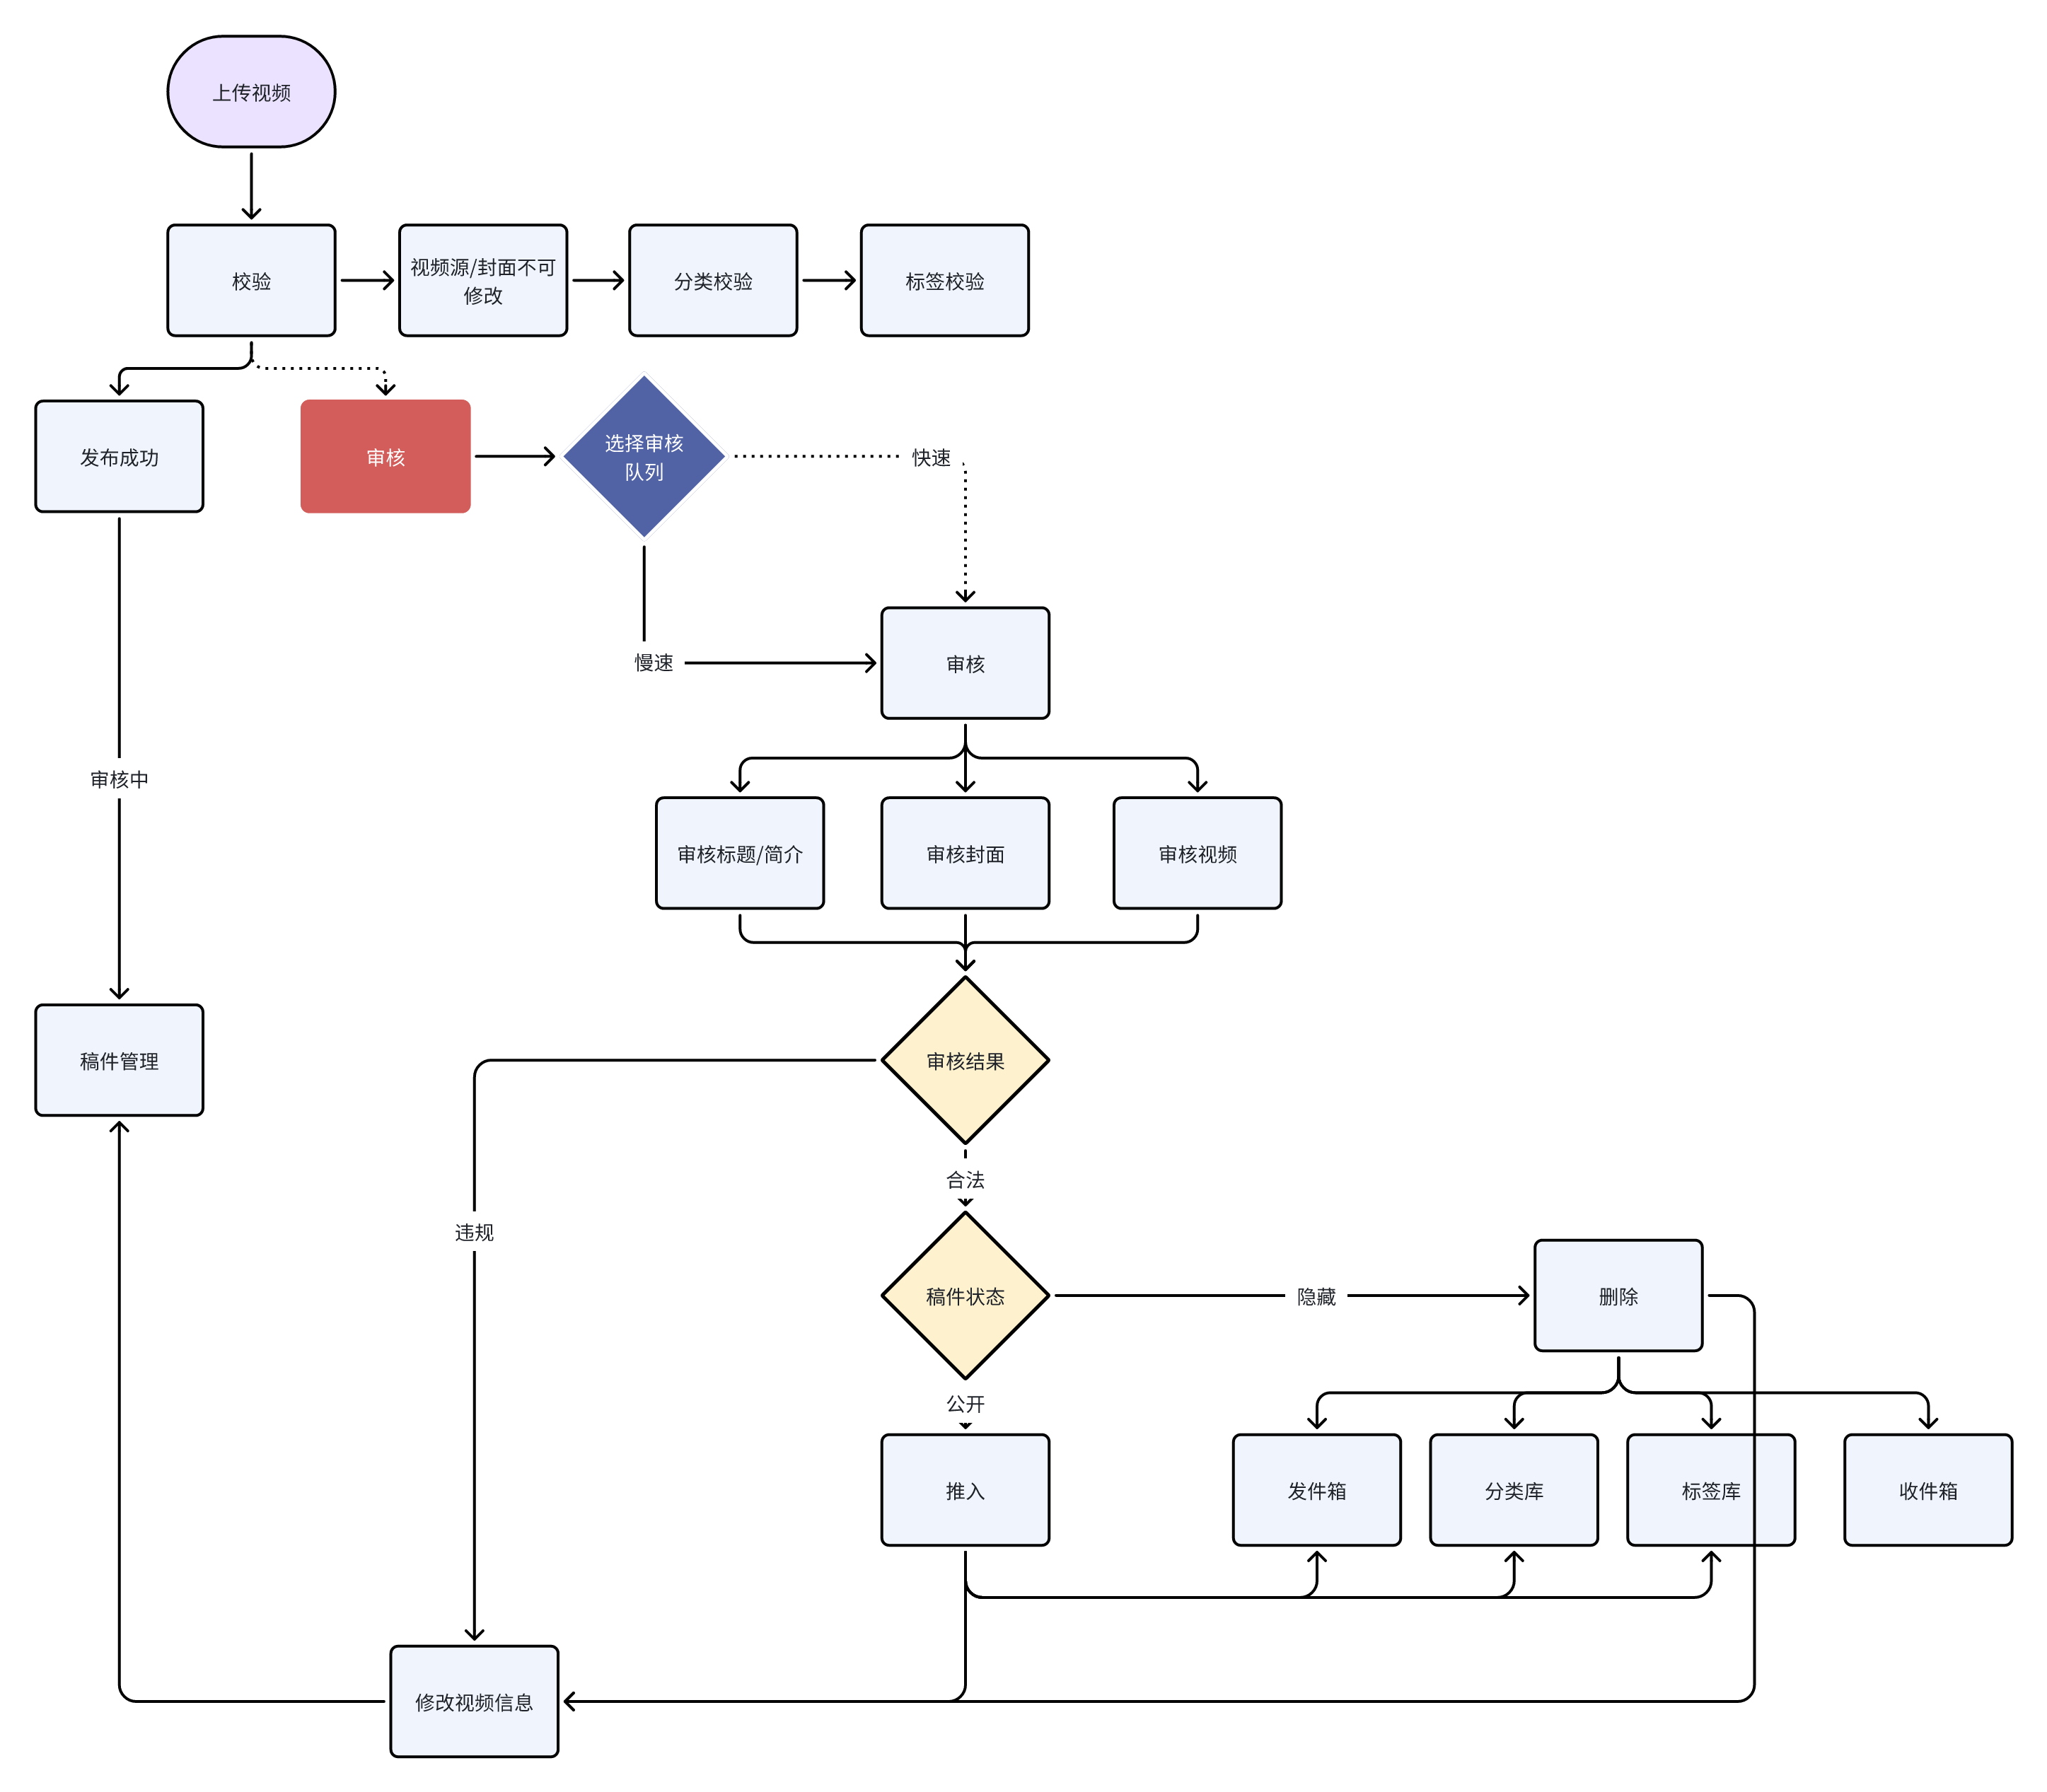 上传视频
校验
视频源/封面不可
修改
分类校验
标签校验
发布成功
审核
选择审核
队列
快速
慢速
审核
审核中
审核标题/简介
审核封面
审核视频
稿件管理
审核结果
合法
违规
稿件状态
隐藏
删除
公开
推入
发件箱
分类库
标签库
收件箱
修改视频信息